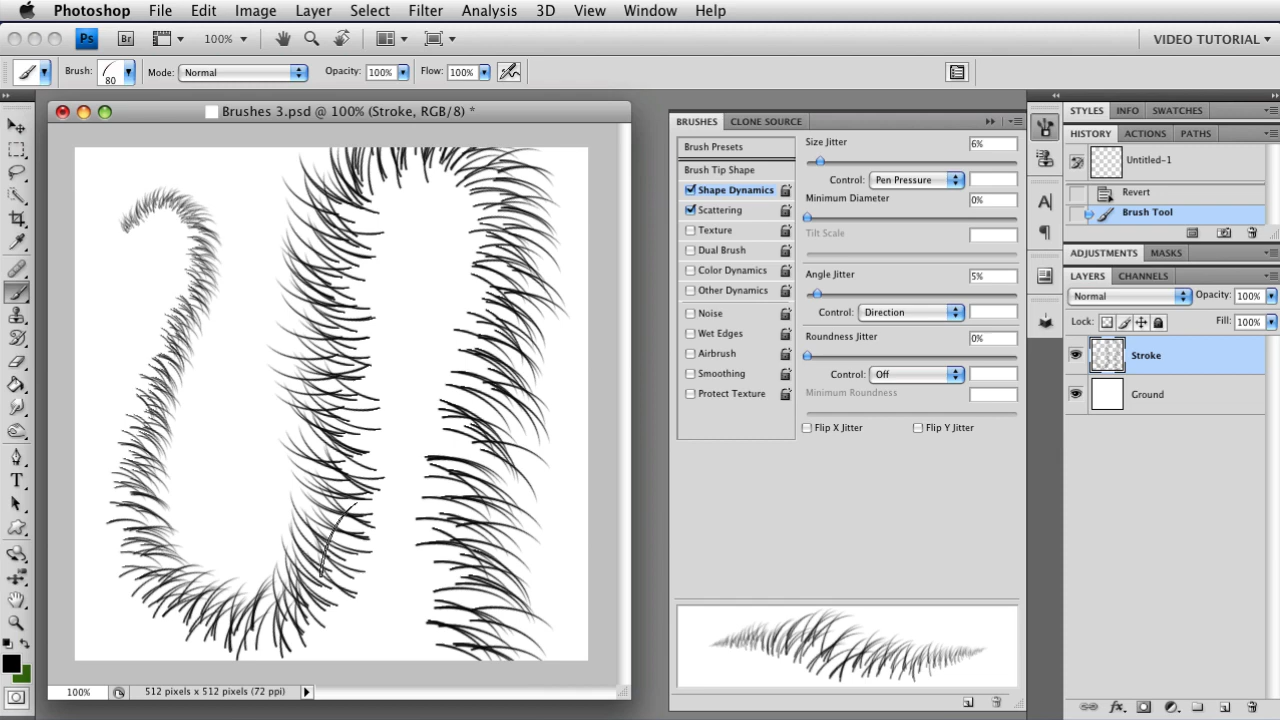 Photoshop File Edit Image Layer Select Filter Analysis 3D View Window Help
Ps Br 100% VIDEO TUTORIAL
Brush: 80 Mode: Normal Opacity: 100% Flow: 100%
Brushes 3.psd @ 100% (Stroke, RGB/8) *
100% 512 pixels x 512 pixels (72 ppi)
BRUSHES CLONE SOURCE
Brush Presets
Brush Tip Shape
Shape Dynamics
Scattering
Texture
Dual Brush
Color Dynamics
Other Dynamics
Noise
Wet Edges
Airbrush
Smoothing
Protect Texture
Size Jitter 6%
Control: Pen Pressure
Minimum Diameter 0%
Tilt Scale
Angle Jitter 5%
Control: Direction
Roundness Jitter 0%
Control: Off
Minimum Roundness
Flip X Jitter Flip Y Jitter
STYLES INFO SWATCHES
HISTORY ACTIONS PATHS
Untitled-1
Revert
Brush Tool
ADJUSTMENTS MASKS
LAYERS CHANNELS
Normal Opacity: 100%
Lock: Fill: 100%
Stroke
Ground